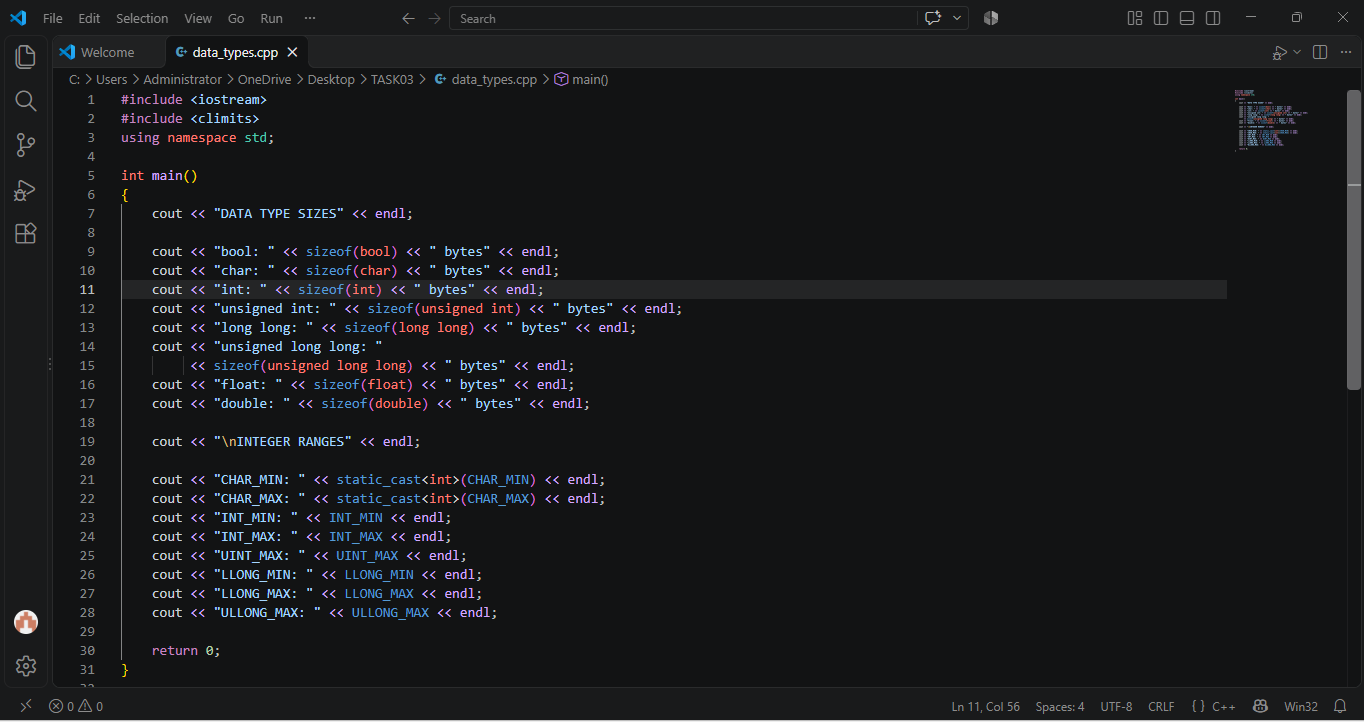 File Edit Selection View Go Run ··· Search
Welcome data_types.cpp
C: > Users > Administrator > OneDrive > Desktop > TASK03 > data_types.cpp > main()
1 #include <iostream>
2 #include <climits>
3 using namespace std;
4
5 int main()
6 {
7 cout << "DATA TYPE SIZES" << endl;
8
9 cout << "bool: " << sizeof(bool) << " bytes" << endl;
10 cout << "char: " << sizeof(char) << " bytes" << endl;
11 cout << "int: " << sizeof(int) << " bytes" << endl;
12 cout << "unsigned int: " << sizeof(unsigned int) << " bytes" << endl;
13 cout << "long long: " << sizeof(long long) << " bytes" << endl;
14 cout << "unsigned long long: "
15 << sizeof(unsigned long long) << " bytes" << endl;
16 cout << "float: " << sizeof(float) << " bytes" << endl;
17 cout << "double: " << sizeof(double) << " bytes" << endl;
18
19 cout << "\nINTEGER RANGES" << endl;
20
21 cout << "CHAR_MIN: " << static_cast<int>(CHAR_MIN) << endl;
22 cout << "CHAR_MAX: " << static_cast<int>(CHAR_MAX) << endl;
23 cout << "INT_MIN: " << INT_MIN << endl;
24 cout << "INT_MAX: " << INT_MAX << endl;
25 cout << "UINT_MAX: " << UINT_MAX << endl;
26 cout << "LLONG_MIN: " << LLONG_MIN << endl;
27 cout << "LLONG_MAX: " << LLONG_MAX << endl;
28 cout << "ULLONG_MAX: " << ULLONG_MAX << endl;
29
30 return 0;
31 }
0 0 Ln 11, Col 56 Spaces: 4 UTF-8 CRLF { } C++ Win32